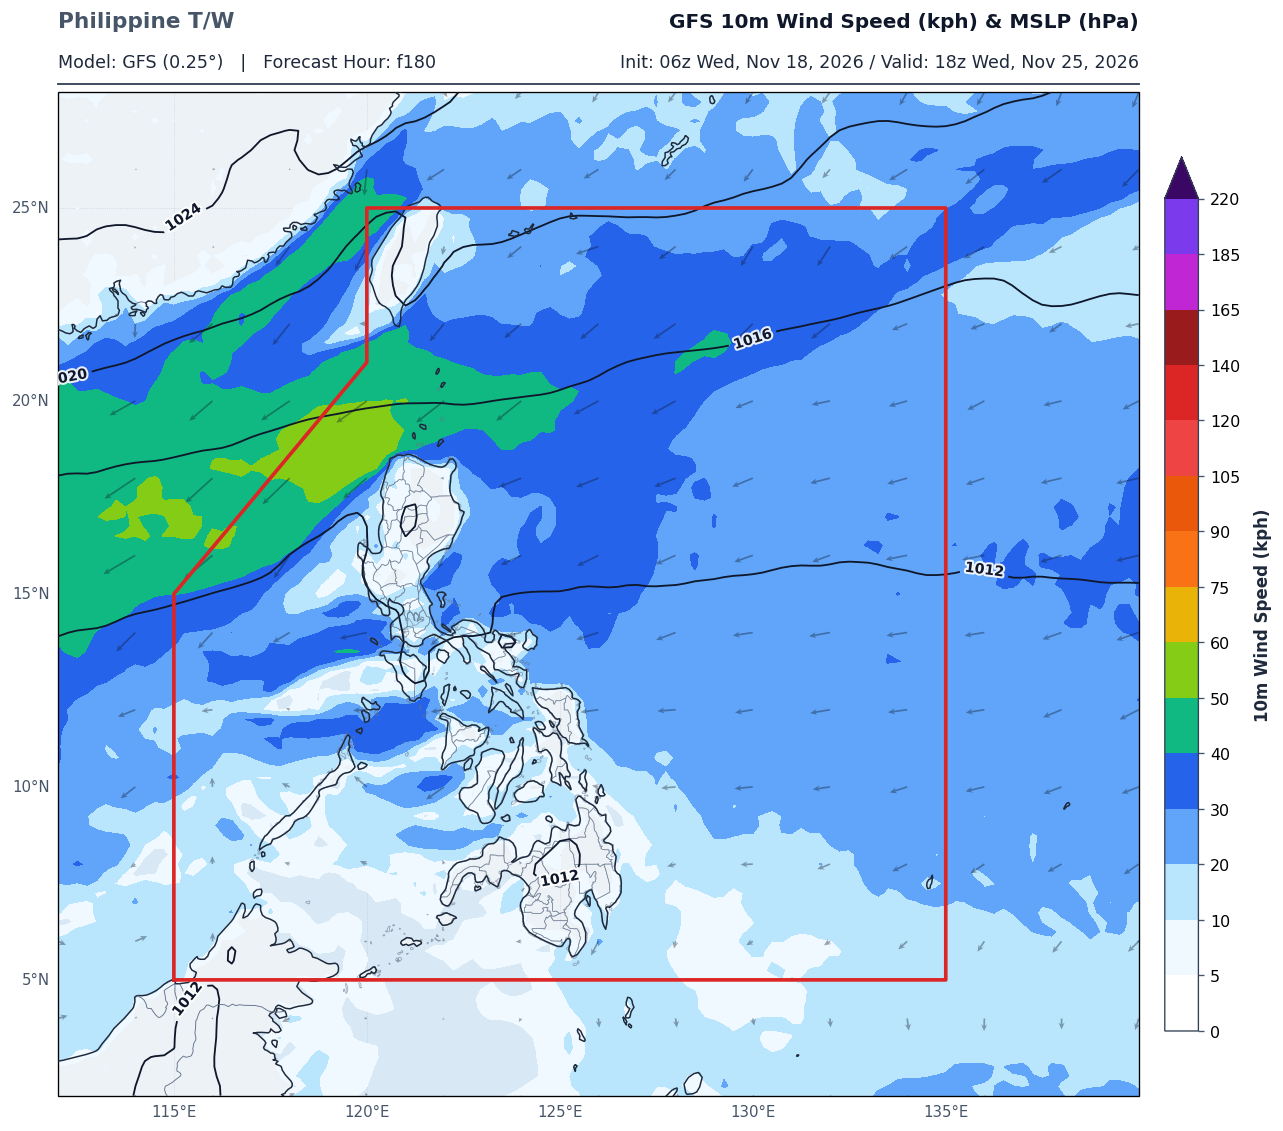 Philippine T/W
GFS 10m Wind Speed (kph) & MSLP (hPa)
Model: GFS (0.25°) | Forecast Hour: f180
Init: 06z Wed, Nov 18, 2026 / Valid: 18z Wed, Nov 25, 2026
1024
25°N
1016
020
20°N
1012
15°N
10°N
1012
5°N
1012
115°E
120°E
125°E
130°E
135°E
220
185
165
140
120
105
90
75
60
50
40
30
20
10
5
0
10m Wind Speed (kph)